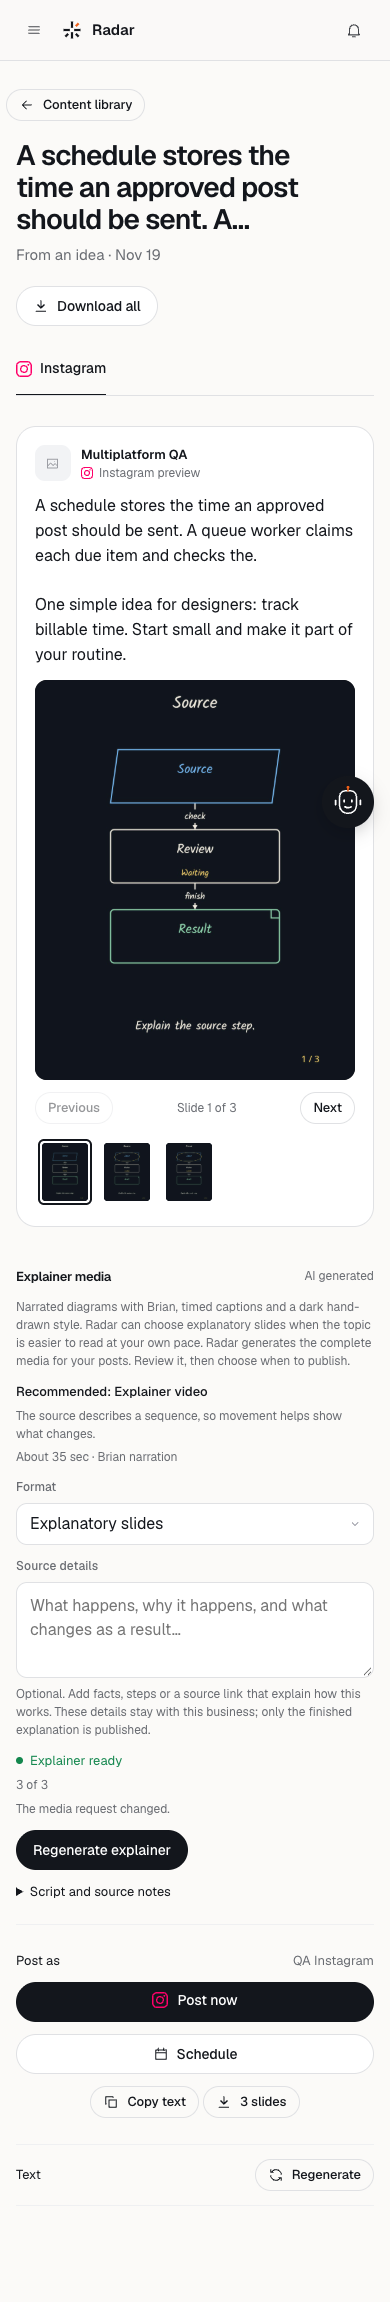 Radar
Content library
A schedule stores the
time an approved post
should be sent. A...
From an idea · Nov 19
Download all
Instagram
Multiplatform QA
Instagram preview
A schedule stores the time an approved
post should be sent. A queue worker claims
each due item and checks the.
One simple idea for designers: track
billable time. Start small and make it part of
your routine.
Source
Source
check
Review
Waiting
finish
Result
Explain the source step.
1 / 3
Previous
Slide 1 of 3
Next
Explainer media
AI generated
Narrated diagrams with Brian, timed captions and a dark hand-
drawn style. Radar can choose explanatory slides when the topic
is easier to read at your own pace. Radar generates the complete
media for your posts. Review it, then choose when to publish.
Recommended: Explainer video
The source describes a sequence, so movement helps show
what changes.
About 35 sec · Brian narration
Format
Explanatory slides
Source details
What happens, why it happens, and what
changes as a result...
Optional. Add facts, steps or a source link that explain how this
works. These details stay with this business; only the finished
explanation is published.
Explainer ready
3 of 3
The media request changed.
Regenerate explainer
Script and source notes
Post as
QA Instagram
Post now
Schedule
Copy text
3 slides
Text
Regenerate